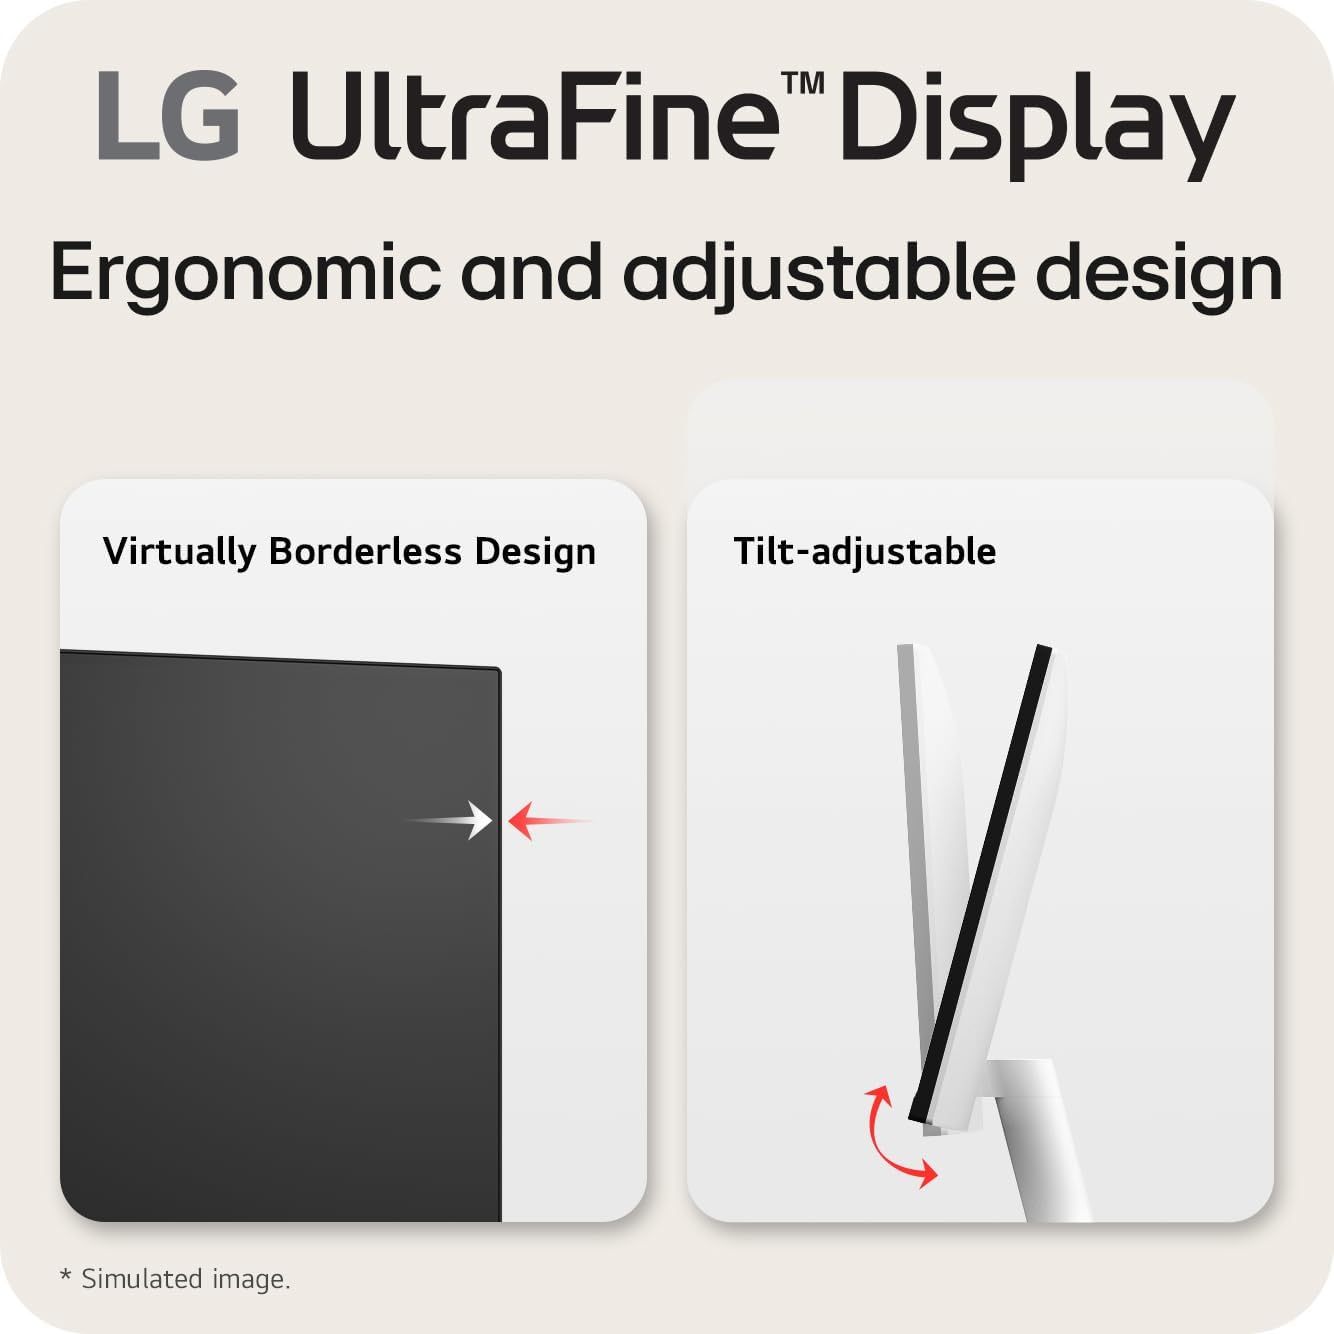 LG UltraFine™ Display
Ergonomic and adjustable design
Virtually Borderless Design
Tilt-adjustable
* Simulated image.